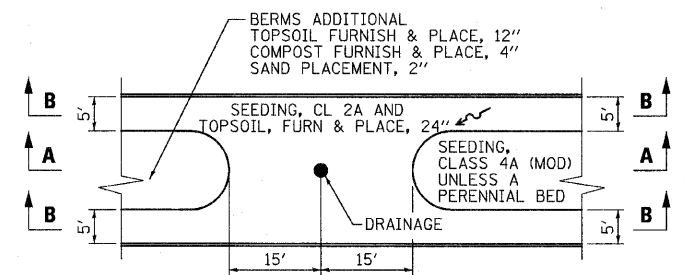 BERMS ADDITIONAL
TOPSOIL FURNISH & PLACE, 12"
COMPOST FURNISH & PLACE, 4"
SAND PLACEMENT, 2"
B
B
5'
5'
SEEDING, CL 2A AND
TOPSOIL, FURN & PLACE, 24"
A
A
SEEDING,
CLASS 4A (MOD)
UNLESS A
PERENNIAL BED
B
B
5'
5'
DRAINAGE
15'
15'